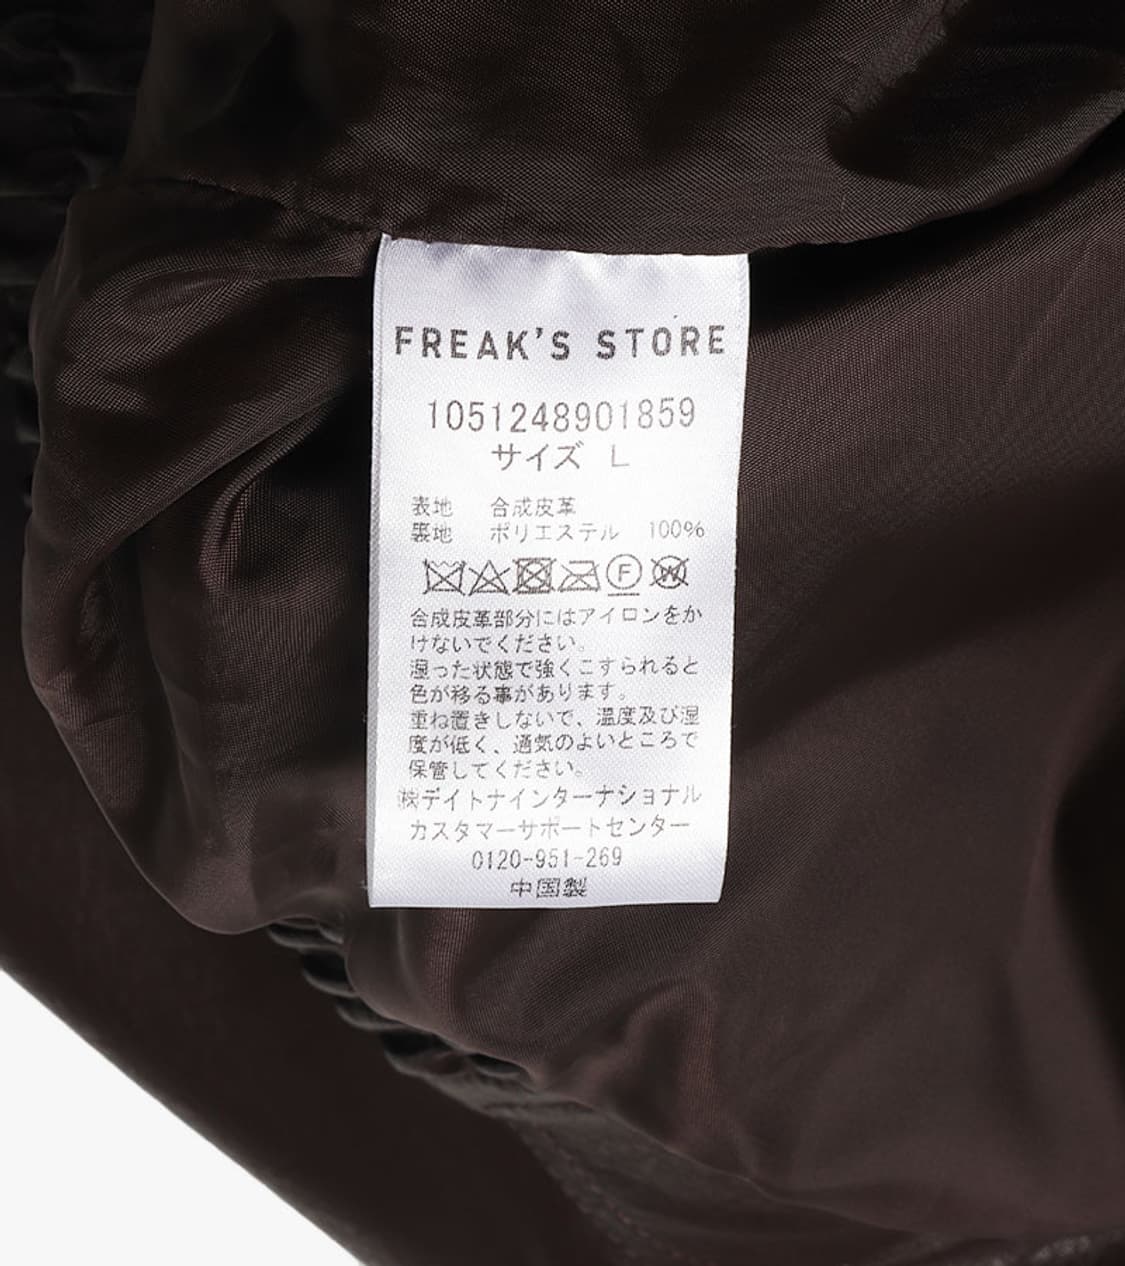 FREAK'S STORE
1051248901859
サイズ L
表地 合成皮革
裏地 ポリエステル 100%
F W
合成皮革部分にはアイロンをか
けないでください。
湿った状態で強くこすられると
色が移る事があります。
重ね置きしないで、温度及び湿
度が低く、通気のよいところで
保管してください。
㈱デイトナインターナショナル
カスタマーサポートセンター
0120-951-269
中国製